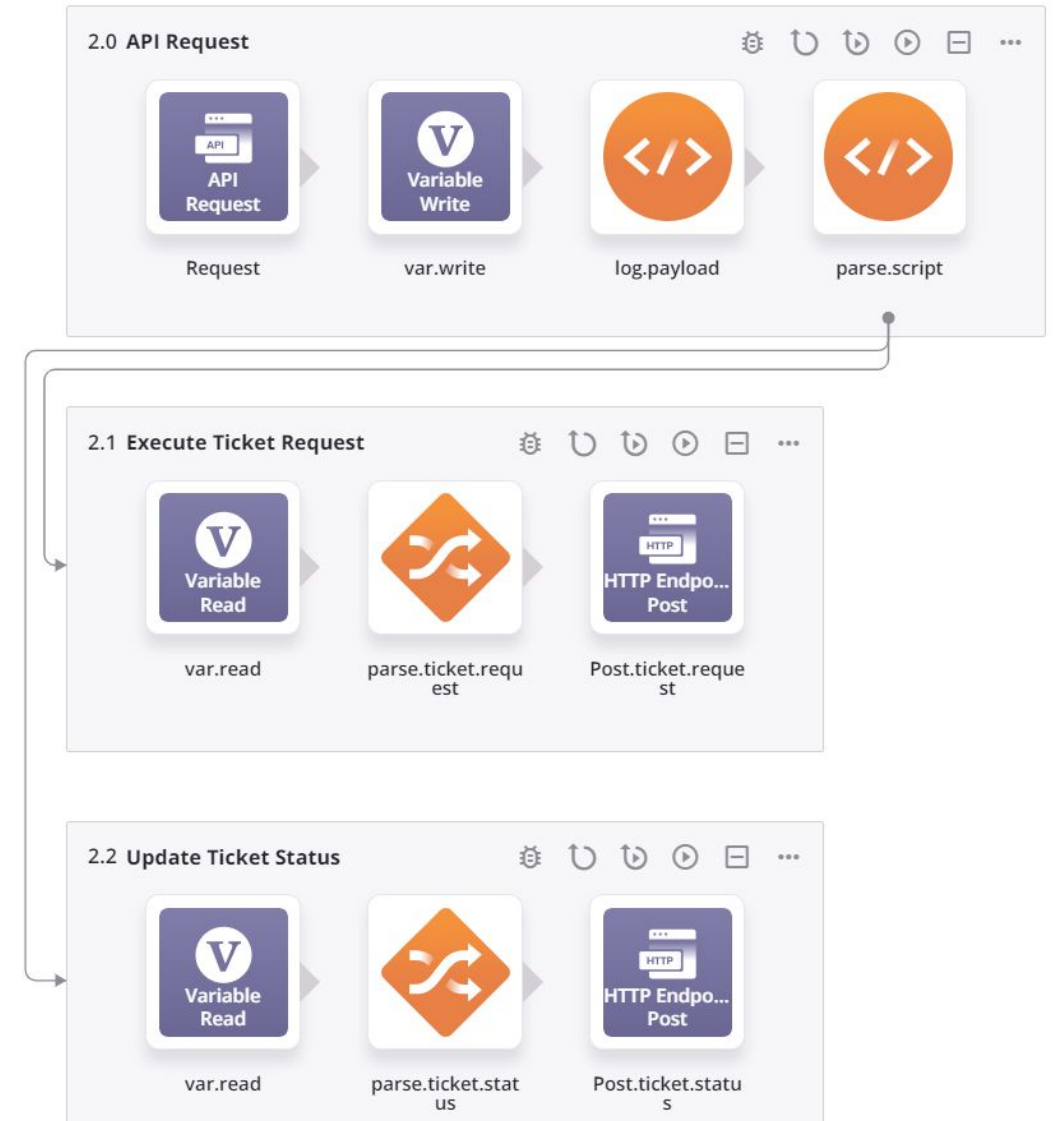 2.0 API Request
API
API
Request
V
Variable
Write
Request
var.write
log.payload
parse.script
2.1 Execute Ticket Request
V
Variable
Read
HTTP
HTTP Endpo...
Post
var.read
parse.ticket.requ
est
Post.ticket.reque
st
2.2 Update Ticket Status
V
Variable
Read
HTTP
HTTP Endpo...
Post
var.read
parse.ticket.stat
us
Post.ticket.statu
s